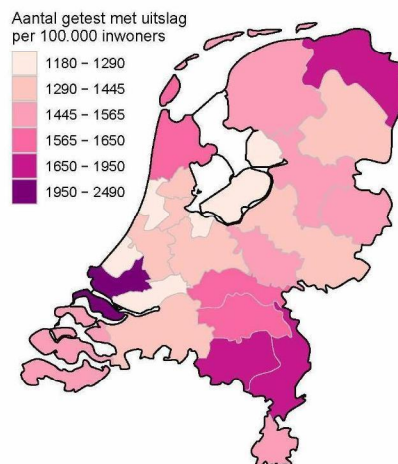 Aantal getest met uitslag
per 100.000 inwoners
1180 – 1290
1290 – 1445
1445 – 1565
1565 – 1650
1650 – 1950
1950 – 2490